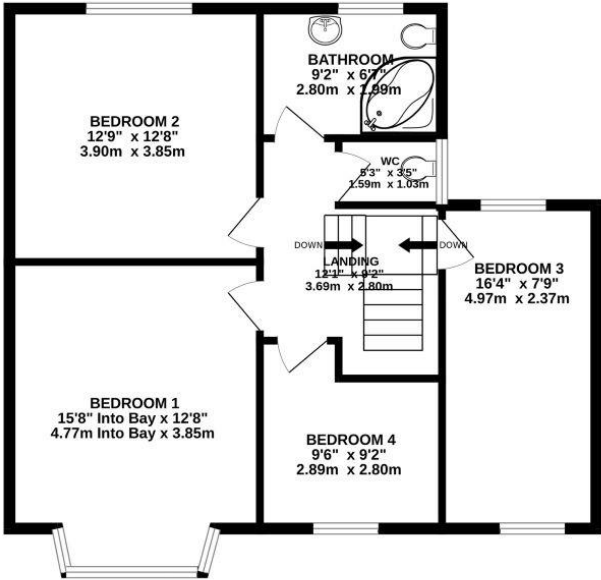 BATHROOM
9'2" x 6'7"
2.80m x 1.99m
BEDROOM 2
12'9" x 12'8"
3.90m x 3.85m
WC
5'3" x 3'5"
1.59m x 1.03m
DOWN
DOWN
LANDING
12'1" x 9'2"
3.69m x 2.80m
BEDROOM 3
16'4" x 7'9"
4.97m x 2.37m
BEDROOM 1
15'8" Into Bay x 12'8"
4.77m Into Bay x 3.85m
BEDROOM 4
9'6" x 9'2"
2.89m x 2.80m